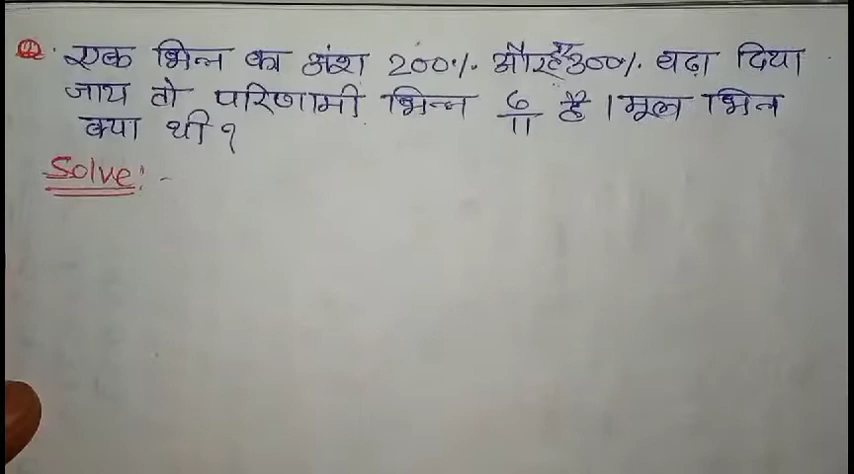 Q. एक भिन्न का अंश 200% और हर 300% बढ़ा दिया
जाय तो परिणामी भिन्न 6/11 है । मूल भिन्न
क्या थी ?
Solve:-